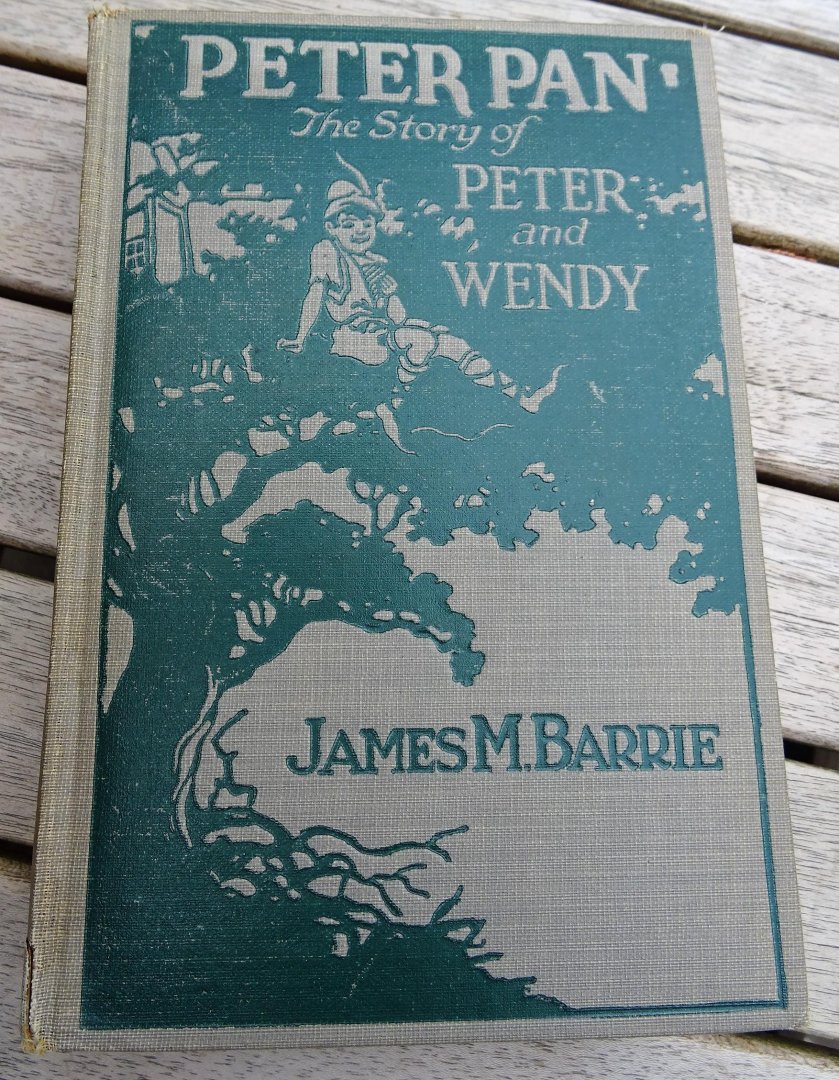 PETER PAN
The Story of
PETER
and
WENDY
JAMES M. BARRIE